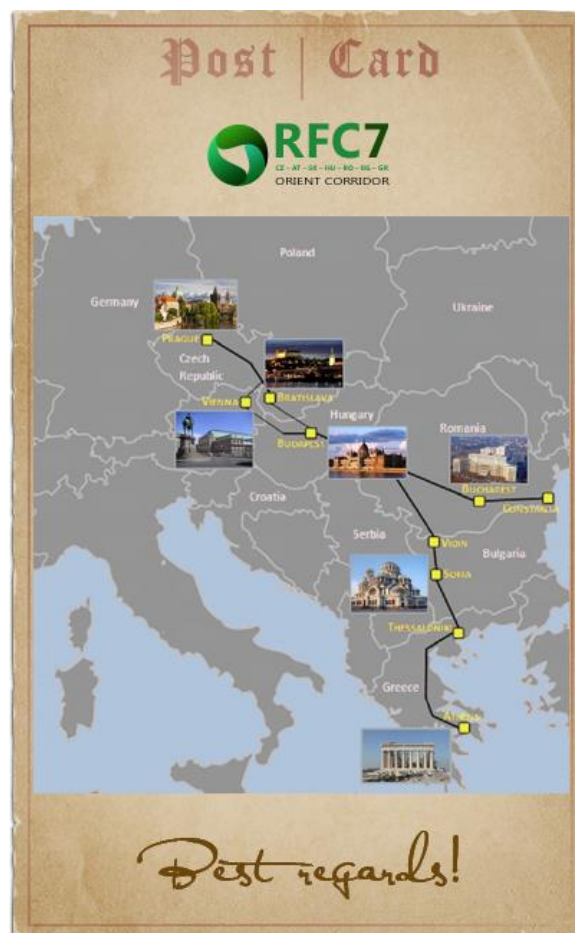 Post | Card
RFC7
CZ – AT – SK – HU – RO – BG – GR
ORIENT CORRIDOR
Poland
Germany
Ukraine
PRAGUE
Czech
Republic
BRATISLAVA
VIENNA
Hungary
BUDAPEST
Romania
BUCHAREST
CONSTANTA
Croatia
Serbia
VIDIN
Bulgaria
SOFIA
THESSALONIKI
Greece
ATHENS
Best regards!